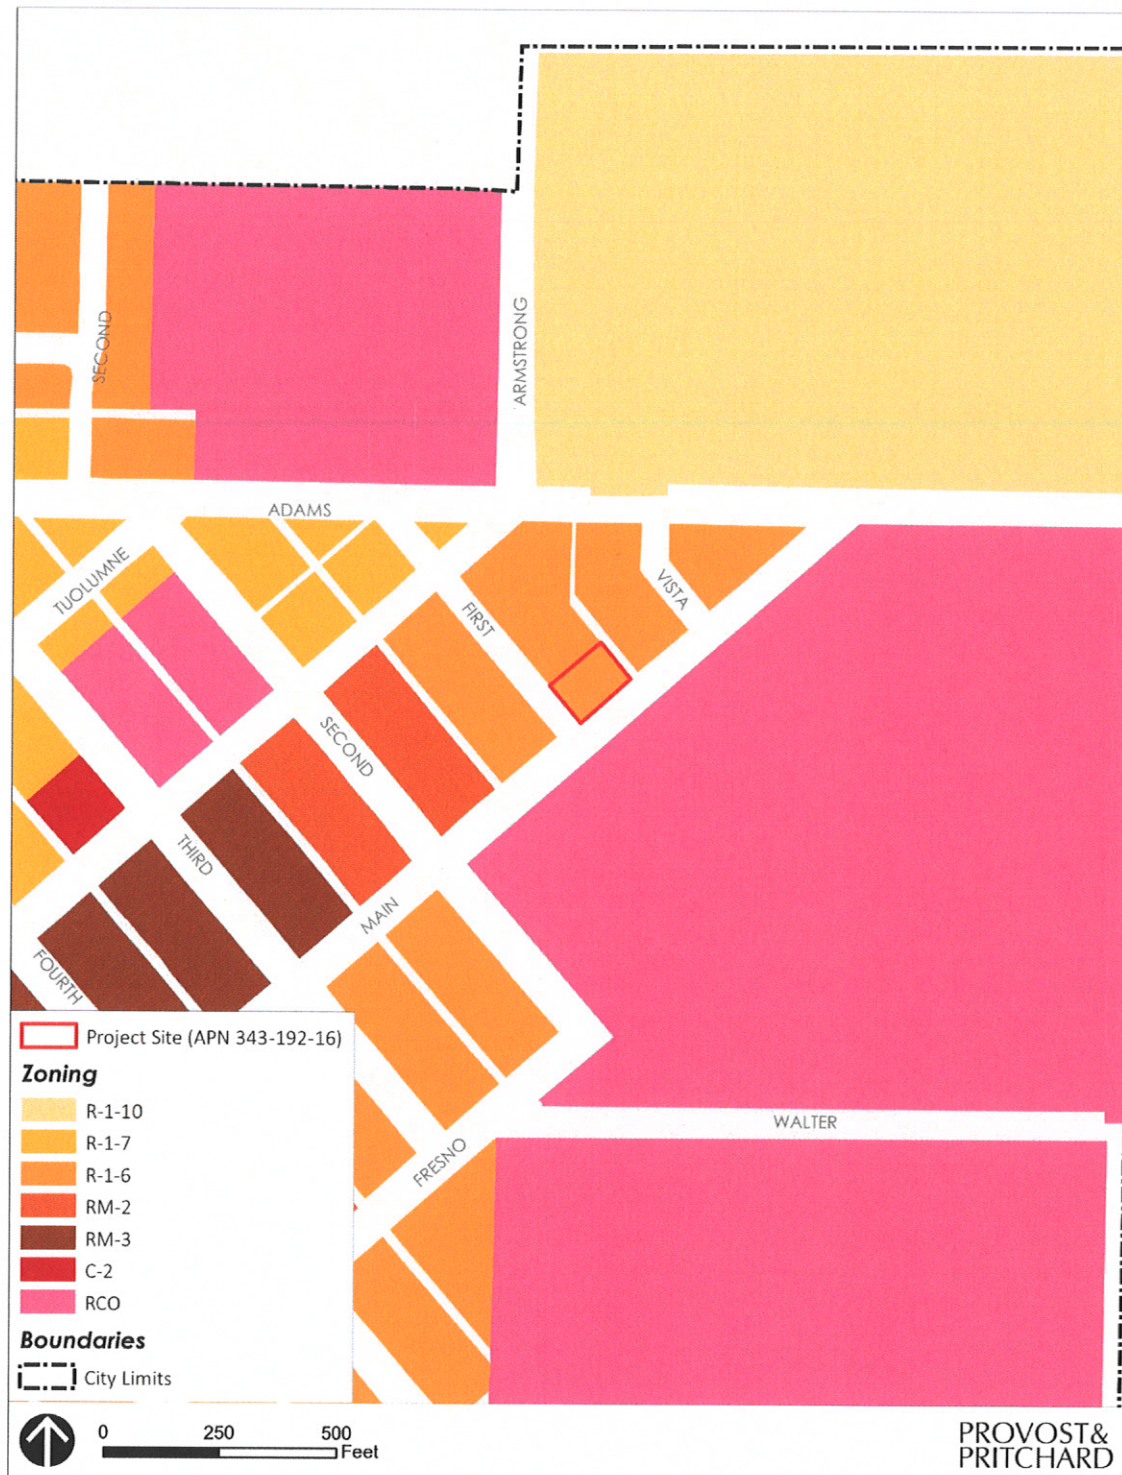 SECOND
ARMSTRONG
ADAMS
TUOLUMNE
VISTA
FIRST
SECOND
THIRD
MAIN
FOURTH
Project Site (APN 343-192-16)
Zoning
R-1-10
R-1-7
R-1-6
RM-2
RM-3
C-2
RCO
Boundaries
City Limits
WALTER
FRESNO
0 250 500
Feet
PROVOST&
PRITCHARD